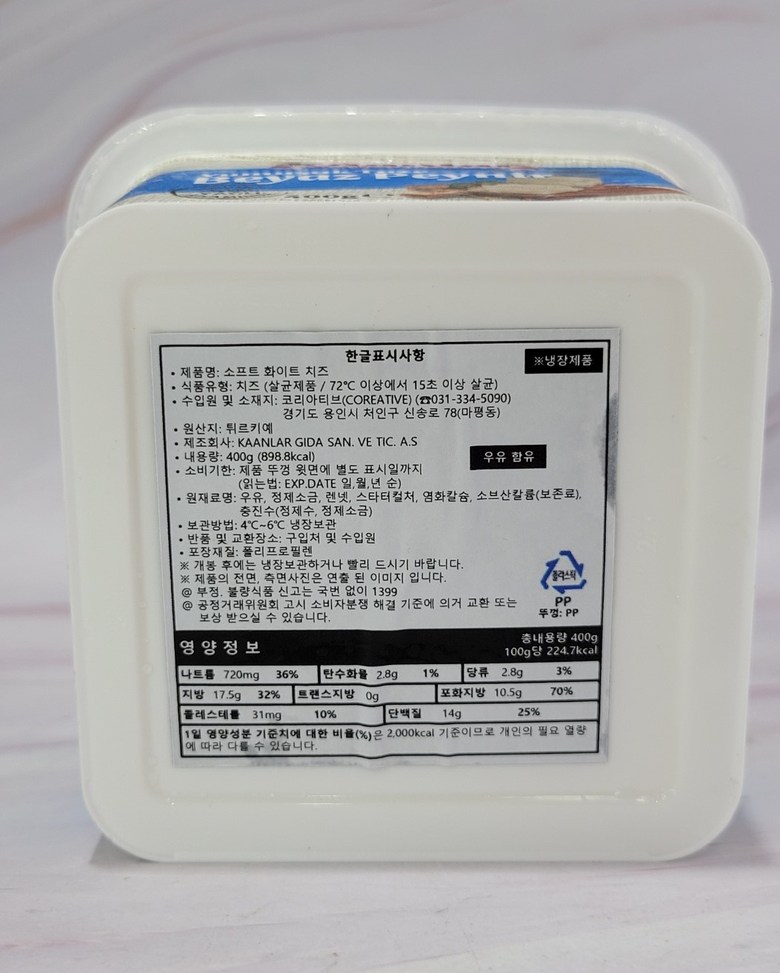 Beyaz Peynir
한글표시사항
※냉장제품
• 제품명: 소프트 화이트 치즈
• 식품유형: 치즈 (살균제품 / 72℃ 이상에서 15초 이상 살균)
• 수입원 및 소재지: 코리아티브(COREATIVE) (☎031-334-5090)
경기도 용인시 처인구 신송로 78(마평동)
• 원산지: 튀르키예
• 제조회사: KAANLAR GIDA SAN. VE TIC. A.S
• 내용량: 400g (898.8kcal)
우유 함유
• 소비기한: 제품 뚜껑 윗면에 별도 표시일까지
(읽는법: EXP.DATE 일,월,년 순)
• 원재료명: 우유, 정제소금, 렌넷, 스타터컬처, 염화칼슘, 소브산칼륨(보존료),
충진수(정제수, 정제소금)
• 보관방법: 4℃~6℃ 냉장보관
• 반품 및 교환장소: 구입처 및 수입원
• 포장재질: 폴리프로필렌
※ 개봉 후에는 냉장보관하거나 빨리 드시기 바랍니다.
※ 제품의 전면, 측면사진은 연출 된 이미지 입니다.
@ 부정, 불량식품 신고는 국번 없이 1399
@ 공정거래위원회 고시 소비자분쟁 해결 기준에 의거 교환 또는
보상 받으실 수 있습니다.
플라스틱
PP
뚜껑: PP
영양정보
총내용량 400g
100g당 224.7kcal
나트륨 720mg 36% 탄수화물 2.8g 1% 당류 2.8g 3%
지방 17.5g 32% 트랜스지방 0g 포화지방 10.5g 70%
콜레스테롤 31mg 10% 단백질 14g 25%
1일 영양성분 기준치에 대한 비율(%)은 2,000kcal 기준이므로 개인의 필요 열량
에 따라 다를 수 있습니다.